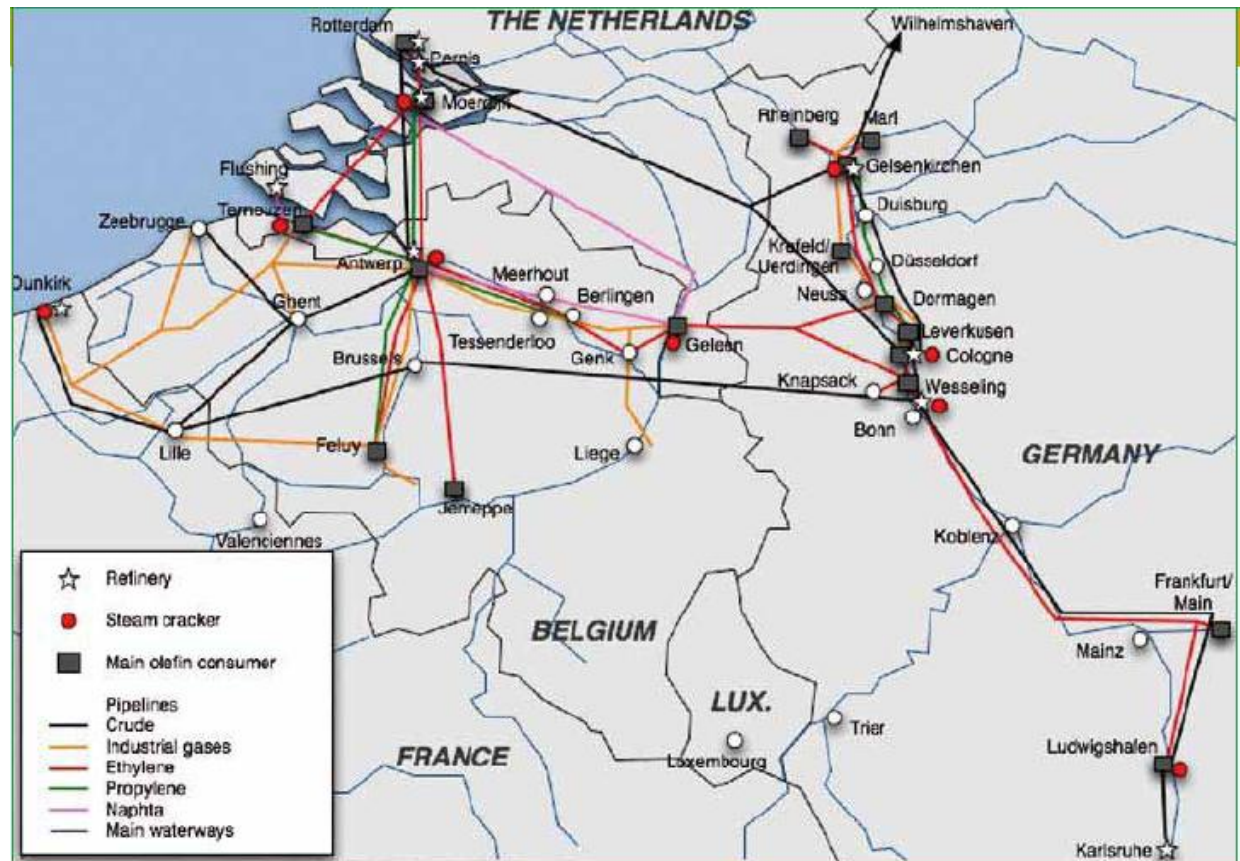 THE NETHERLANDS
Rotterdam
Wilhelmshaven
Pernis
Moerdijk
Rheinberg
Marl
Gelsenkirchen
Flushing
Terneuzen
Zeebrugge
Duisburg
Krefeld/
Uerdingen
Düsseldorf
Antwerp
Meerhout
Berlingen
Neuss
Dormagen
Dunkirk
Ghent
Tessenderloo
Genk
Geleen
Leverkusen
Cologne
Brussels
Knapsack
Wesseling
Bonn
Lille
Feluy
Liege
GERMANY
Jemeppe
Valenciennes
Koblenz
Frankfurt/
Main
Mainz
BELGIUM
LUX.
Trier
Luxembourg
FRANCE
Ludwigshafen
Karlsruhe
Refinery
Steam cracker
Main olefin consumer
Pipelines
Crude
Industrial gases
Ethylene
Propylene
Naphta
Main waterways